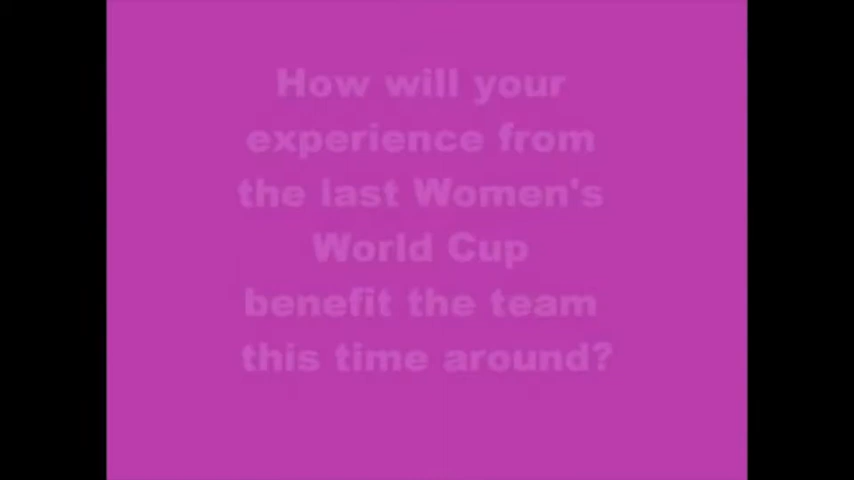 How will your
experience from
the last Women's
World Cup
benefit the team
this time around?